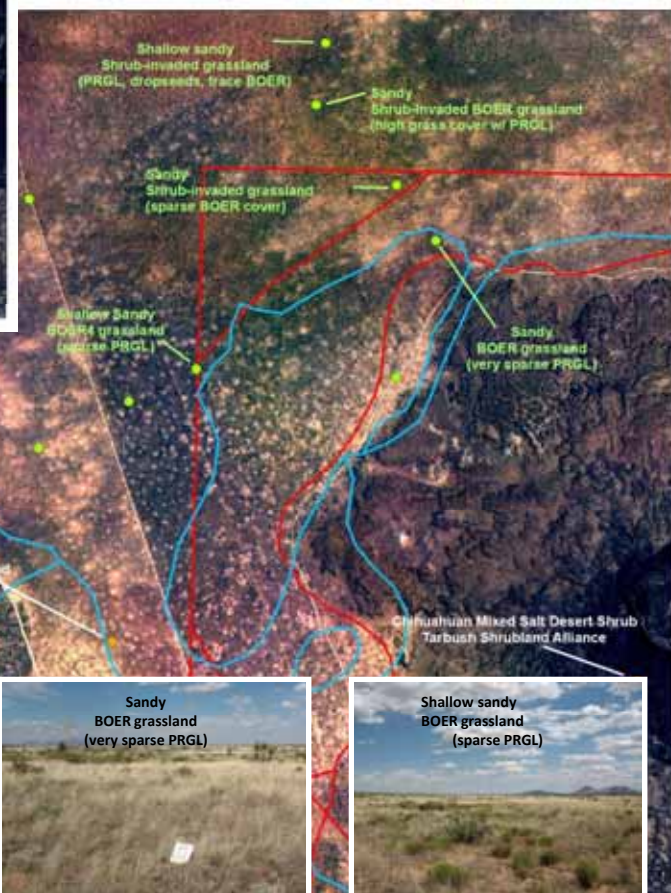 Shallow sandy
Shrub-invaded grassland
(PRGL, dropseeds, trace BOER)
Sandy
Shrub-invaded BOER grassland
(high grass cover w/ PRGL)
Sandy
Shrub-invaded grassland
(sparse BOER cover)
Shallow Sandy
BOER4 grassland
(sparse PRGL)
Sandy
BOER grassland
(very sparse PRGL)
Chihuahuan Mixed Salt Desert Shrub
Tarbush Shrubland Alliance
Sandy
BOER grassland
(very sparse PRGL)
Shallow sandy
BOER grassland
(sparse PRGL)